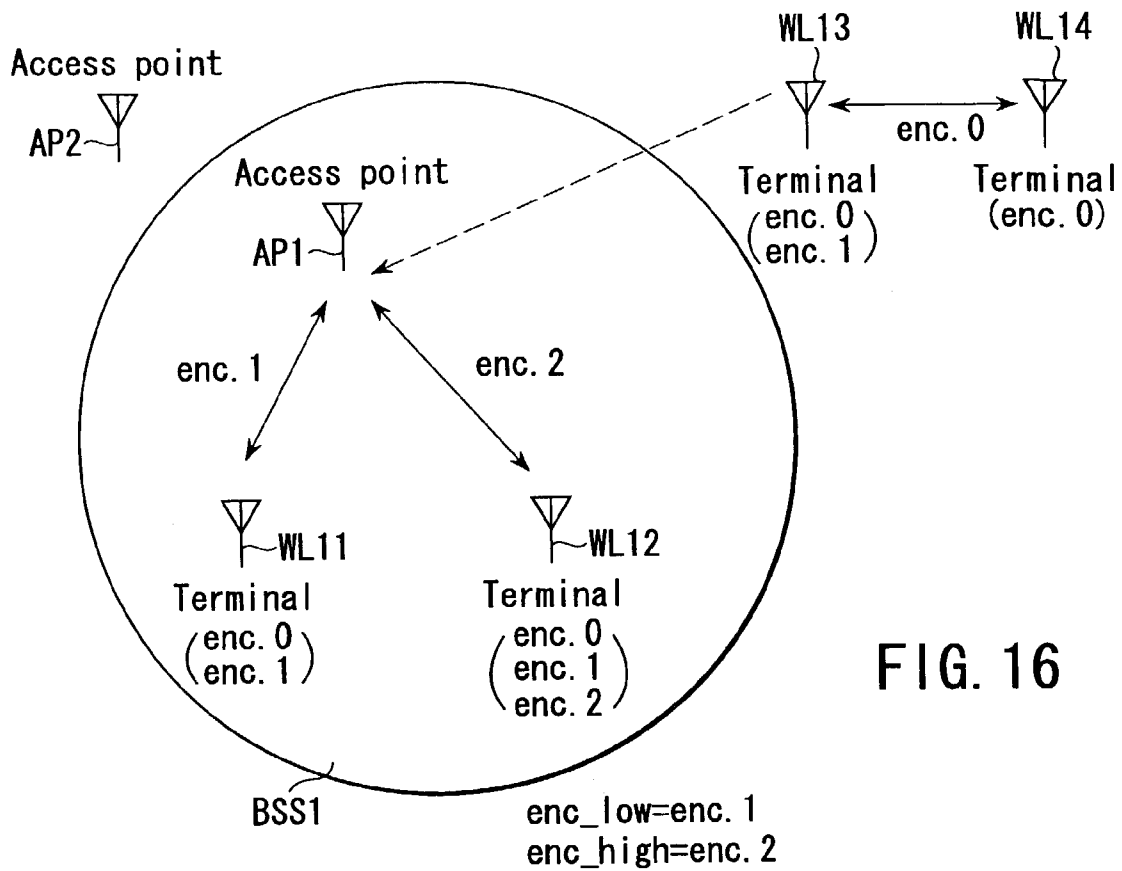 WL13
WL14
Access point
AP2
enc. 0
Access point
AP1
Terminal
(enc. 0
enc. 1)
Terminal
(enc. 0)
enc. 1
enc. 2
WL11
WL12
Terminal
(enc. 0
enc. 1)
Terminal
(enc. 0
enc. 1
enc. 2)
FIG. 16
BSS1
enc_low=enc. 1
enc_high=enc. 2